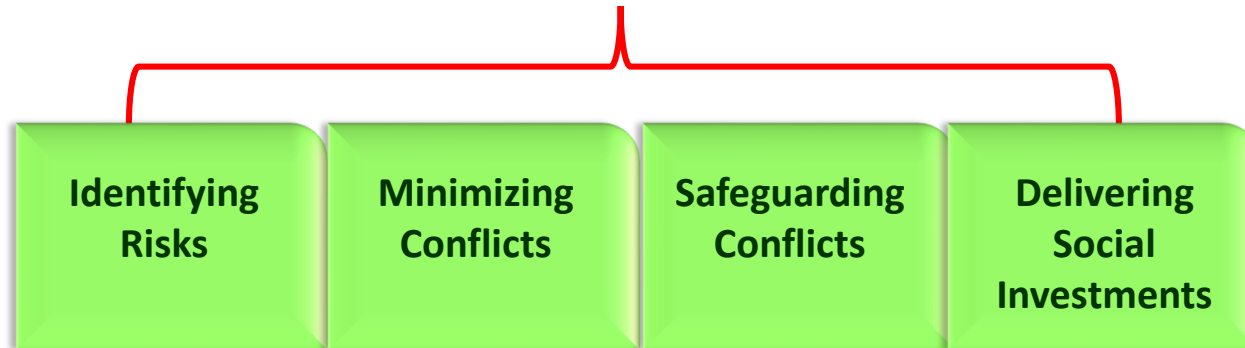 Identifying
Risks
Minimizing
Conflicts
Safeguarding
Conflicts
Delivering
Social
Investments